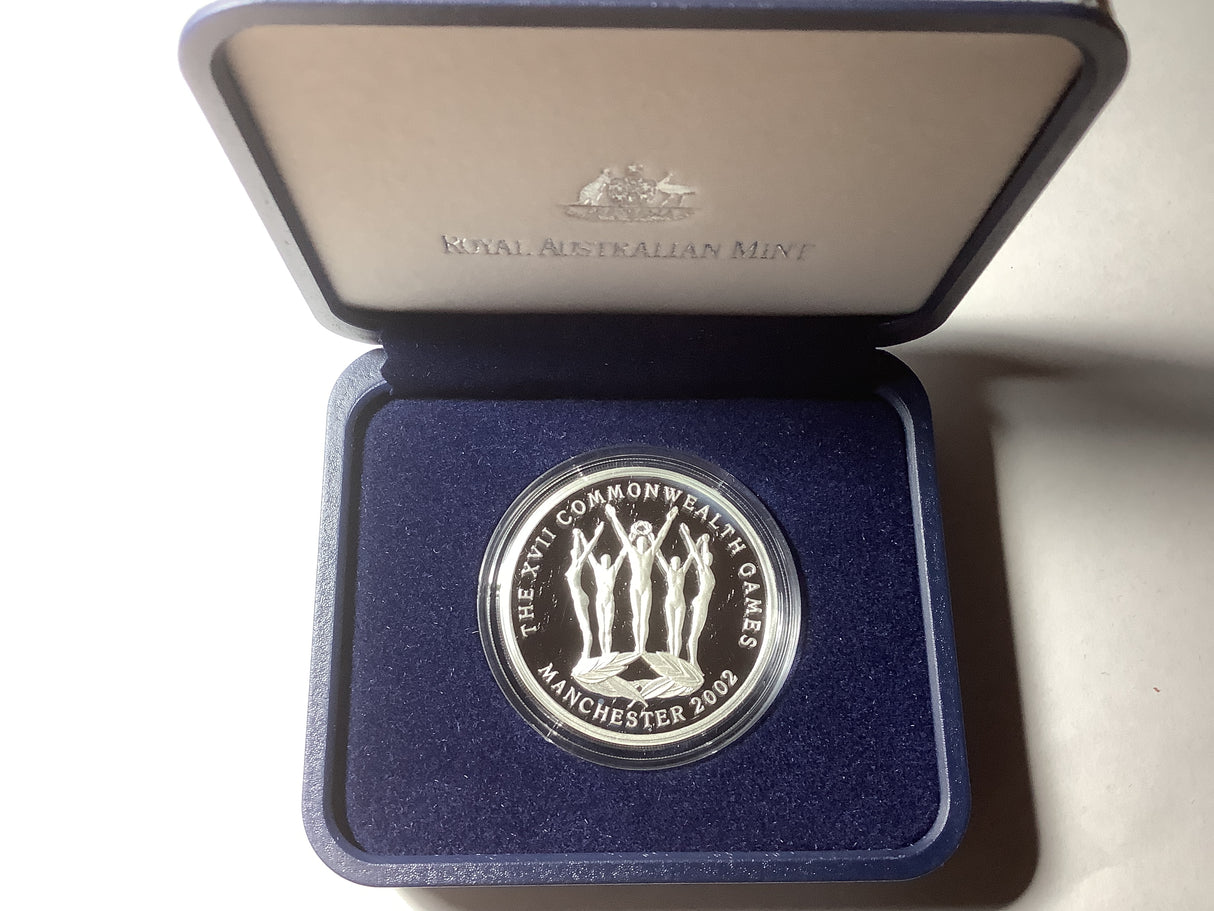 ROYAL AUSTRALIAN MINT
THE XVII COMMONWEALTH GAMES
MANCHESTER 2002